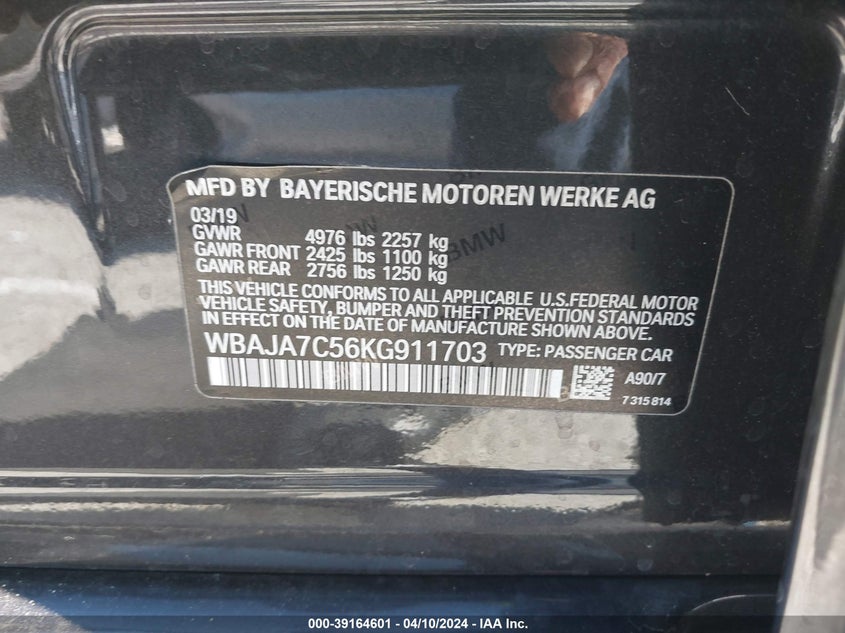 MFD BY BAYERISCHE MOTOREN WERKE AG
03/19
GVWR 4976 lbs 2257 kg
GAWR FRONT 2425 lbs 1100 kg
GAWR REAR 2756 lbs 1250 kg
THIS VEHICLE CONFORMS TO ALL APPLICABLE U.S.FEDERAL MOTOR
VEHICLE SAFETY, BUMPER AND THEFT PREVENTION STANDARDS
IN EFFECT ON THE DATE OF MANUFACTURE SHOWN ABOVE.
WBAJA7C56KG911703 TYPE: PASSENGER CAR
A90/7
7 315 814
BMW
000-39164601 - 04/10/2024 - IAA Inc.